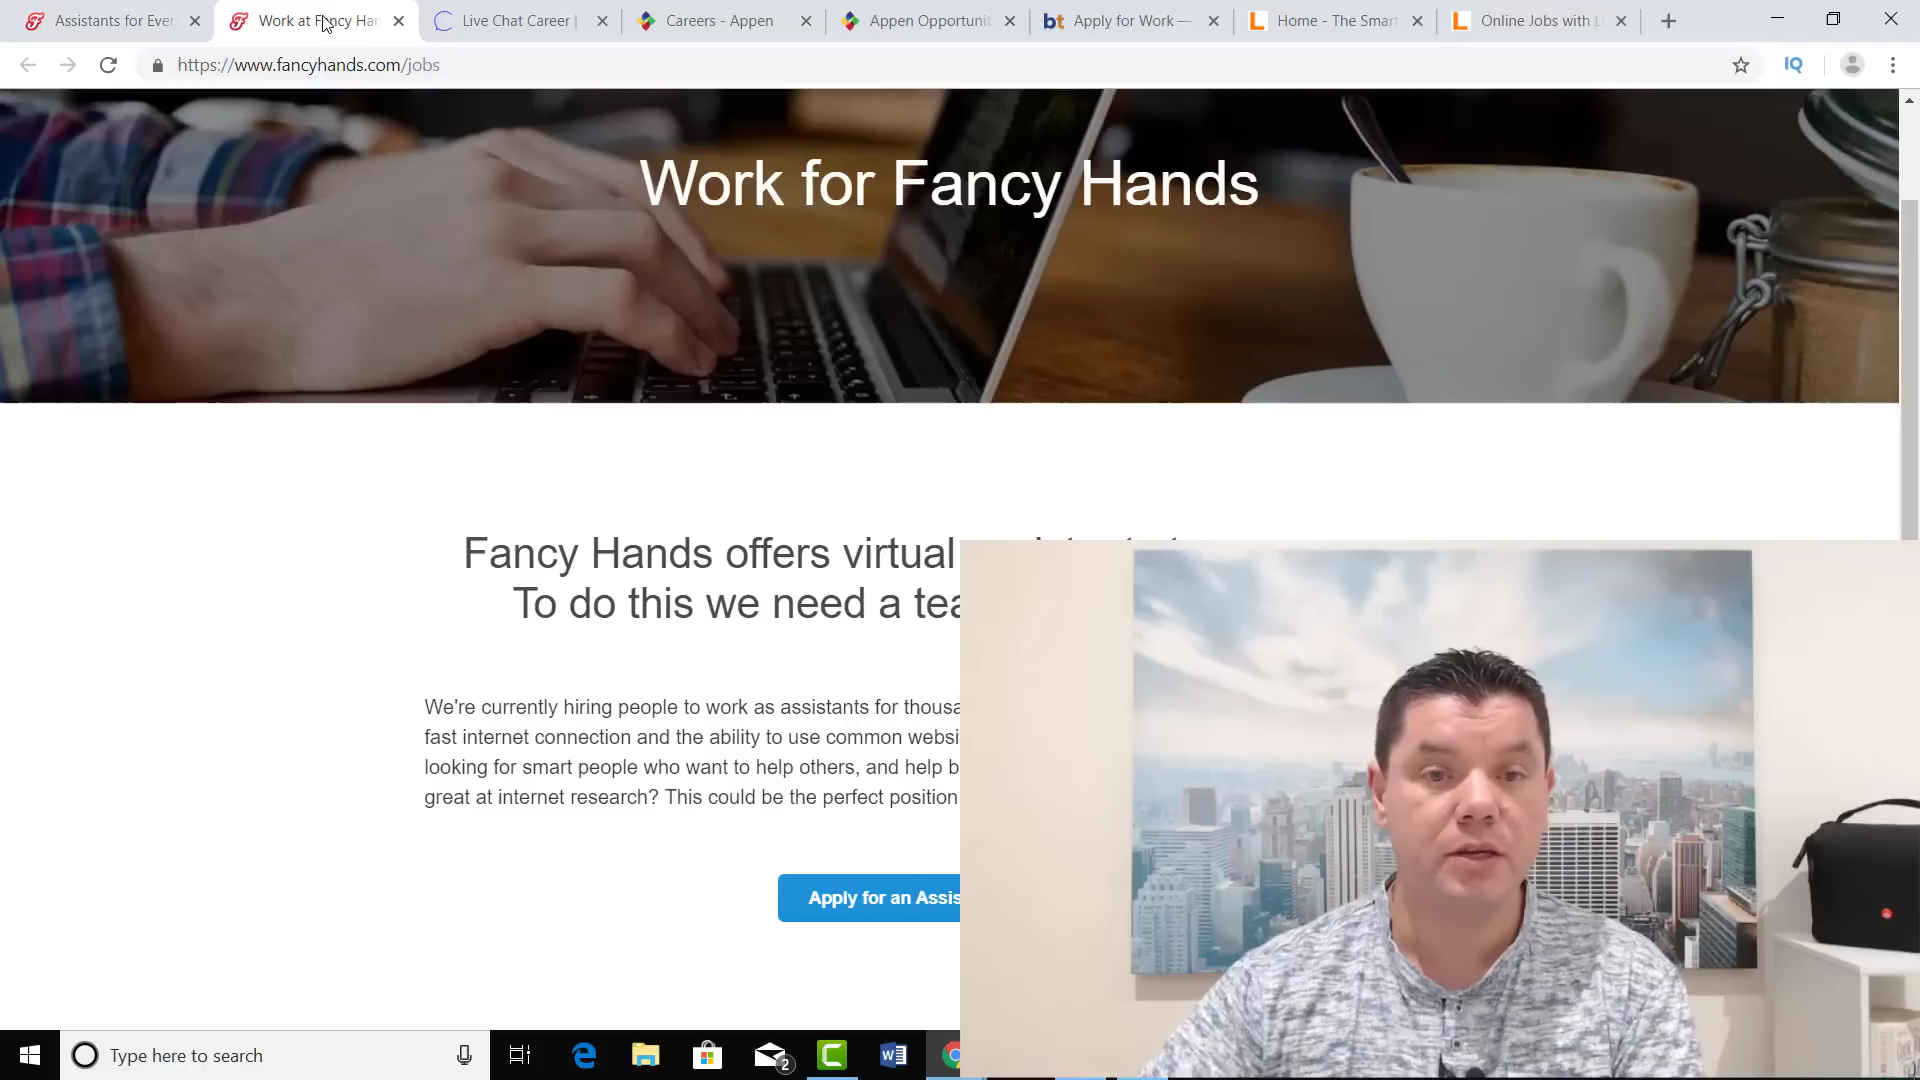 Assistants for Ever
Work at Fancy Han
Live Chat Career |
Careers - Appen
Appen Opportunit
bt Apply for Work —
L Home - The Smar
L Online Jobs with L
https://www.fancyhands.com/jobs
IQ
Work for Fancy Hands
Fancy Hands offers virtual
To do this we need a tea
We're currently hiring people to work as assistants for thousa
fast internet connection and the ability to use common websi
looking for smart people who want to help others, and help b
great at internet research? This could be the perfect position
Apply for an Assis
Type here to search
2